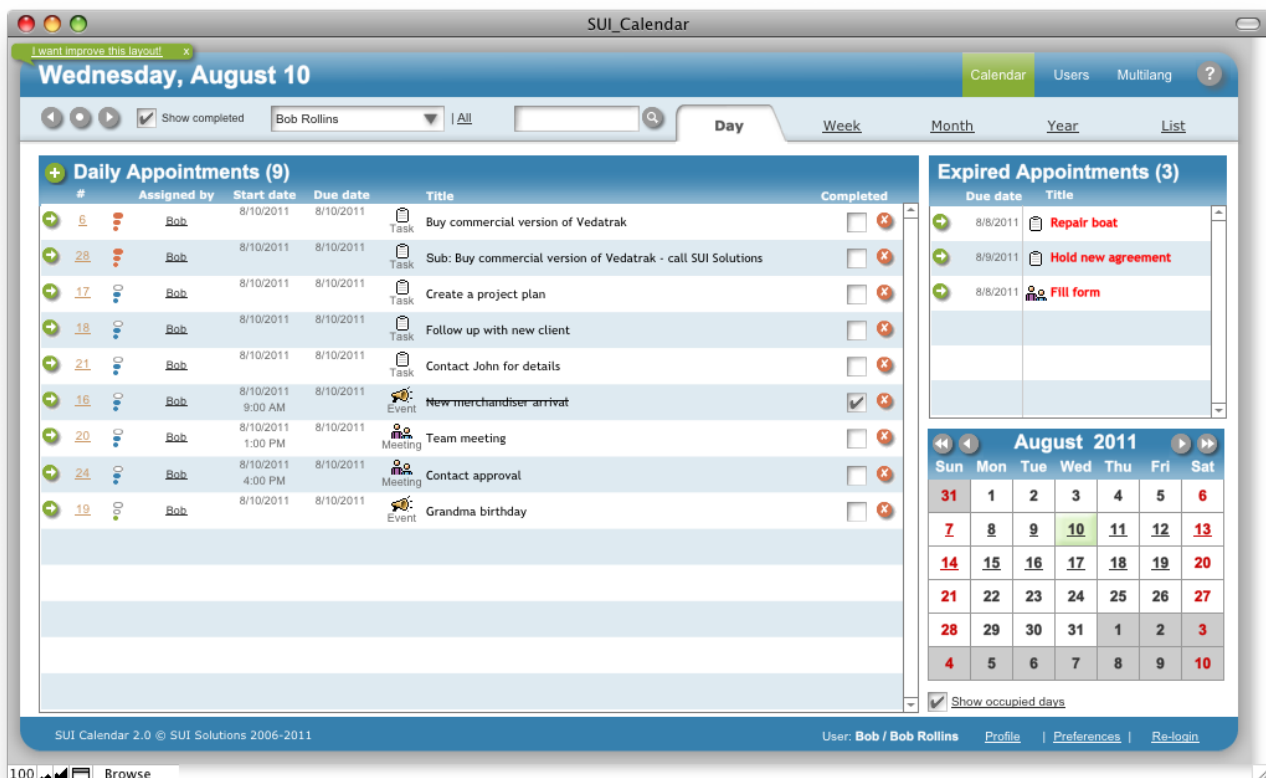 SUI_Calendar
I want improve this layout! x
Wednesday, August 10
Calendar Users Multilang ?
Show completed Bob Rollins | All Day Week Month Year List
Daily Appointments (9)
# Assigned by Start date Due date Title Completed
6 Bob 8/10/2011 8/10/2011 Task Buy commercial version of Vedatrak
28 Bob 8/10/2011 8/10/2011 Task Sub: Buy commercial version of Vedatrak - call SUI Solutions
17 Bob 8/10/2011 8/10/2011 Task Create a project plan
18 Bob 8/10/2011 8/10/2011 Task Follow up with new client
21 Bob 8/10/2011 8/10/2011 Task Contact John for details
16 Bob 8/10/2011 9:00 AM 8/10/2011 Event New merchandiser arrival
20 Bob 8/10/2011 1:00 PM 8/10/2011 Meeting Team meeting
24 Bob 8/10/2011 4:00 PM 8/10/2011 Meeting Contact approval
19 Bob 8/10/2011 8/10/2011 Event Grandma birthday
Expired Appointments (3)
Due date Title
8/8/2011 Repair boat
8/9/2011 Hold new agreement
8/8/2011 Fill form
August 2011
Sun Mon Tue Wed Thu Fri Sat
31 1 2 3 4 5 6
7 8 9 10 11 12 13
14 15 16 17 18 19 20
21 22 23 24 25 26 27
28 29 30 31 1 2 3
4 5 6 7 8 9 10
Show occupied days
SUI Calendar 2.0 © SUI Solutions 2006-2011 User: Bob / Bob Rollins Profile | Preferences | Re-login
100 Browse